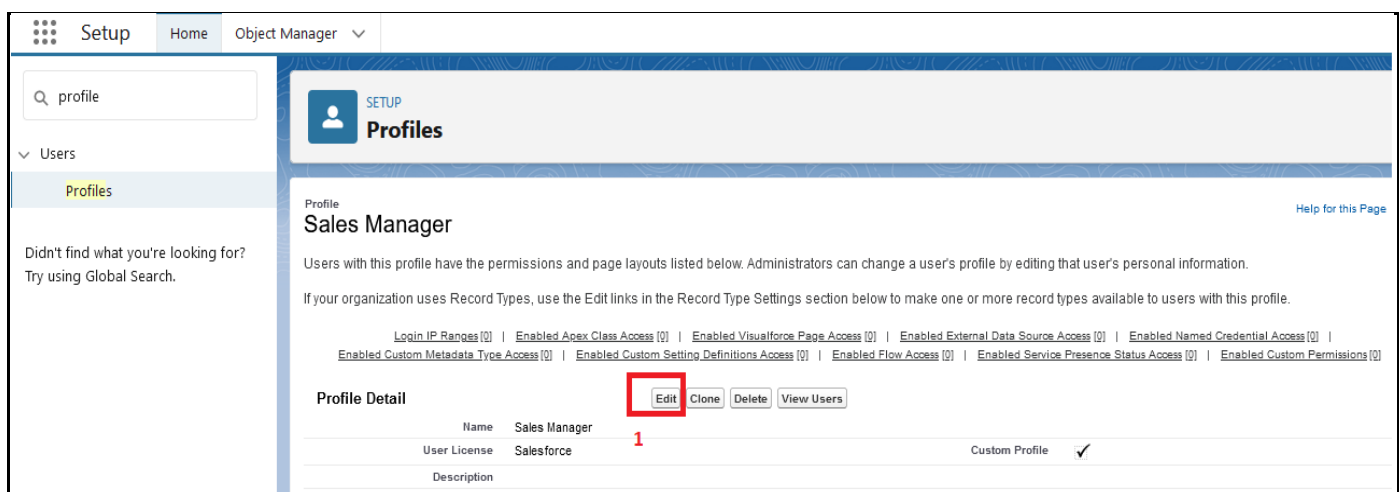 Setup Home Object Manager
profile
Users
Profiles
Didn't find what you're looking for?
Try using Global Search.
SETUP
Profiles
Profile
Sales Manager
Help for this Page
Users with this profile have the permissions and page layouts listed below. Administrators can change a user's profile by editing that user's personal information.
If your organization uses Record Types, use the Edit links in the Record Type Settings section below to make one or more record types available to users with this profile.
Login IP Ranges [0] | Enabled Apex Class Access [0] | Enabled Visualforce Page Access [0] | Enabled External Data Source Access [0] | Enabled Named Credential Access [0] |
Enabled Custom Metadata Type Access [0] | Enabled Custom Setting Definitions Access [0] | Enabled Flow Access [0] | Enabled Service Presence Status Access [0] | Enabled Custom Permissions [0]
Profile Detail Edit Clone Delete View Users
1
Name Sales Manager
User License Salesforce Custom Profile ✓
Description